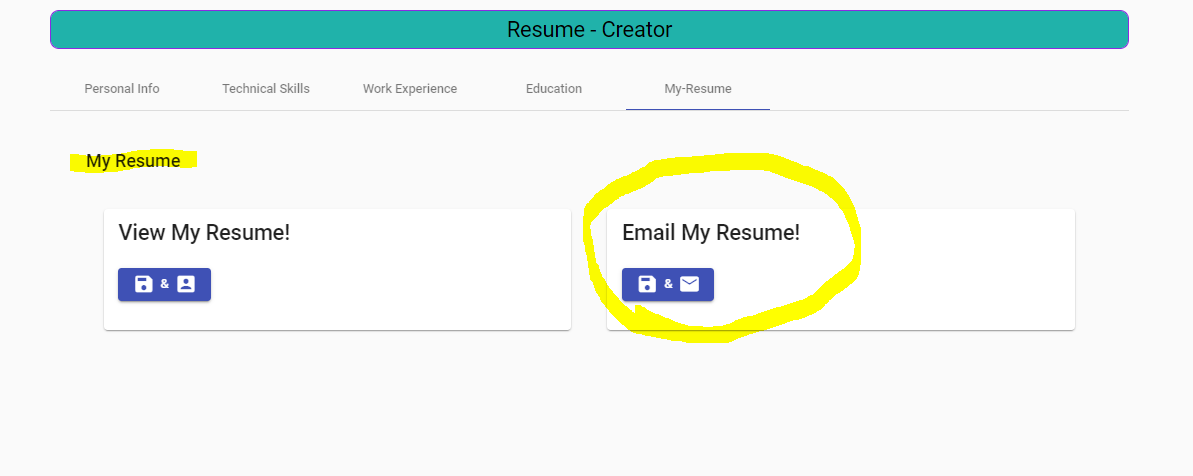 Resume - Creator
Personal Info Technical Skills Work Experience Education My-Resume
My Resume
View My Resume! Email My Resume!
& &